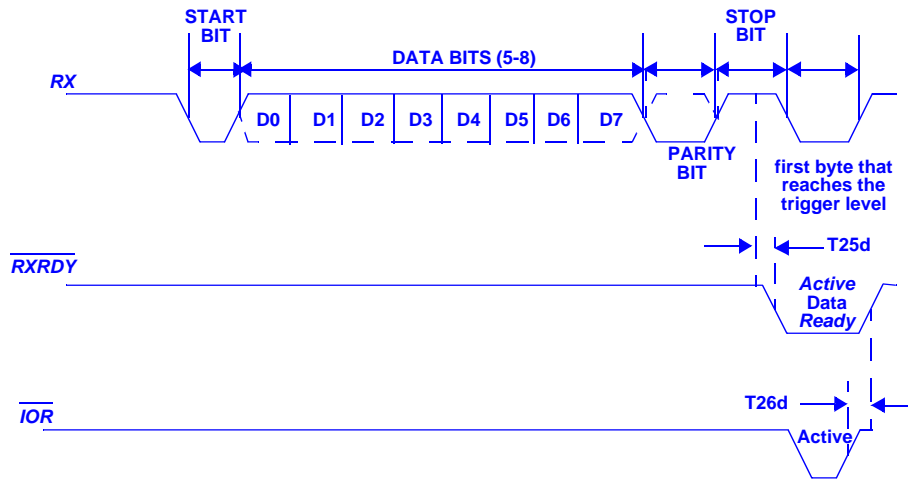 START
BIT
STOP
BIT
DATA BITS (5-8)
RX
D0 D1 D2 D3 D4 D5 D6 D7
PARITY
BIT
first byte that
reaches the
trigger level
T25d
RXRDY
Active
Data
Ready
T26d
IOR
Active